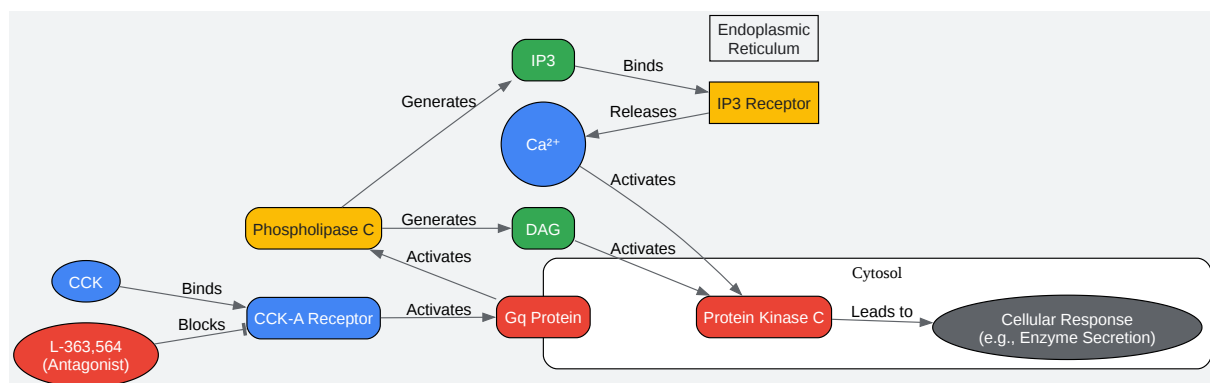 Endoplasmic
Reticulum
IP3
Binds
Generates
IP3 Receptor
Releases
Ca²⁺
Activates
Phospholipase C
Generates
DAG
Activates
Activates
Cytosol
CCK
Binds
CCK-A Receptor
Activates
Gq Protein
Protein Kinase C
Leads to
Cellular Response
(e.g., Enzyme Secretion)
Blocks
L-363,564
(Antagonist)